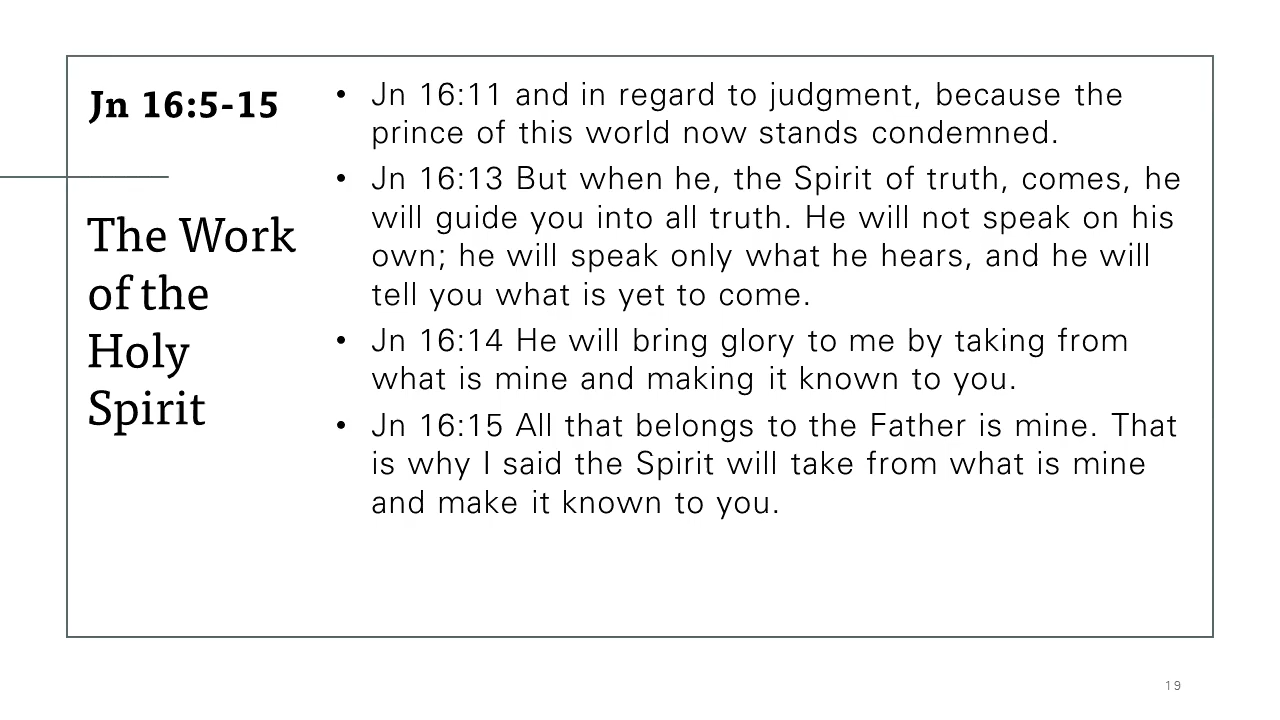 Jn 16:5-15
The Work
of the
Holy
Spirit
• Jn 16:11 and in regard to judgment, because the
prince of this world now stands condemned.
• Jn 16:13 But when he, the Spirit of truth, comes, he
will guide you into all truth. He will not speak on his
own; he will speak only what he hears, and he will
tell you what is yet to come.
• Jn 16:14 He will bring glory to me by taking from
what is mine and making it known to you.
• Jn 16:15 All that belongs to the Father is mine. That
is why I said the Spirit will take from what is mine
and make it known to you.
19